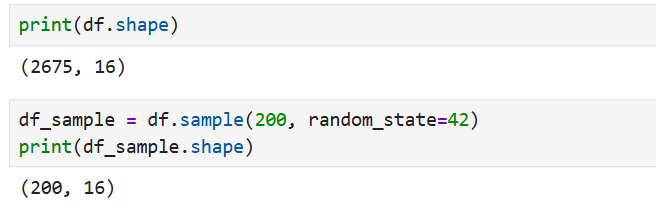 print(df.shape)
(2675, 16)
df_sample = df.sample(200, random_state=42)
print(df_sample.shape)
(200, 16)